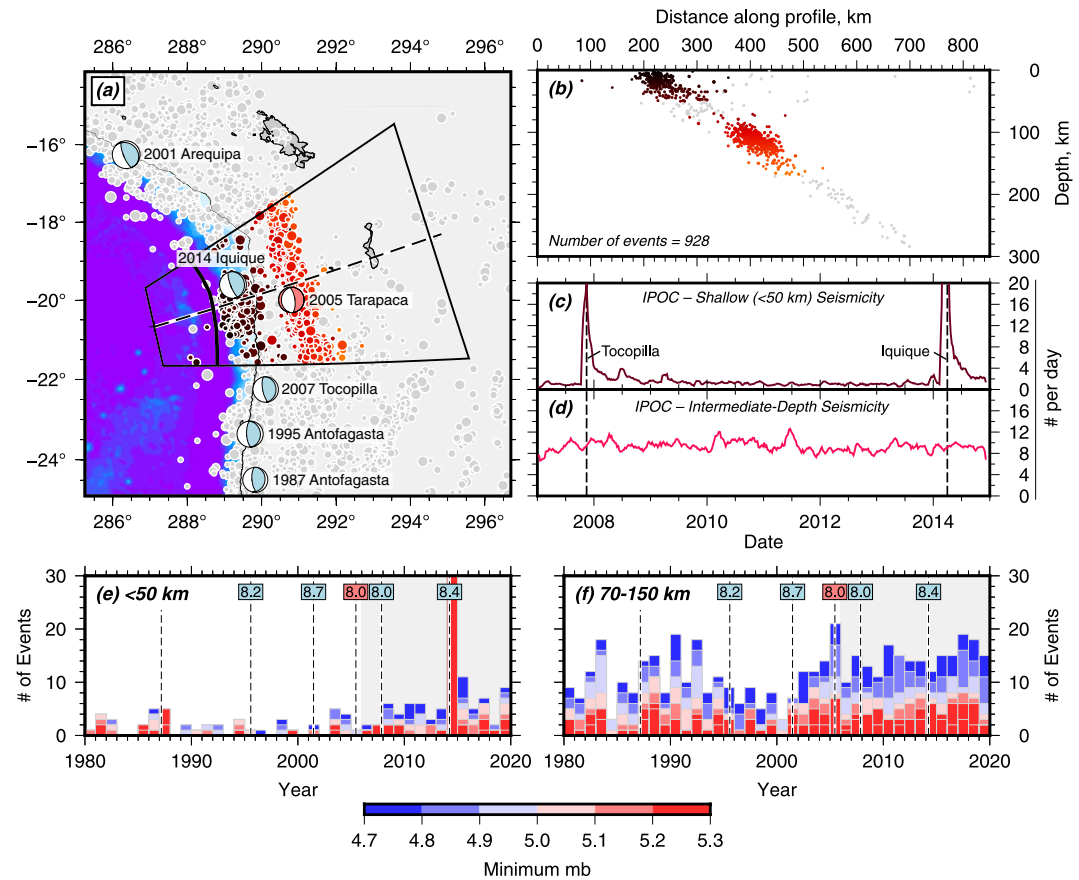 Distance along profile, km
286° 288° 290° 292° 294° 296°
0 100 200 300 400 500 600 700 800
(a)
2001 Arequipa
2014 Iquique
2005 Tarapaca
2007 Tocopilla
1995 Antofagasta
1987 Antofagasta
−16°
−18°
−20°
−22°
−24°
286° 288° 290° 292° 294° 296°
(b)
Number of events = 928
0
100
200
300
Depth, km
(c)
IPOC – Shallow (<50 km) Seismicity
Tocopilla
Iquique
20
16
12
8
4
0
(d)
IPOC – Intermediate-Depth Seismicity
16
12
8
4
0
# per day
2008 2010 2012 2014
Date
(e) <50 km
8.2 8.7 8.0 8.0 8.4
30
20
10
0
# of Events
1980 1990 2000 2010 2020
Year
(f) 70-150 km
8.2 8.7 8.0 8.0 8.4
30
20
10
0
# of Events
1980 1990 2000 2010 2020
Year
4.7 4.8 4.9 5.0 5.1 5.2 5.3
Minimum mb